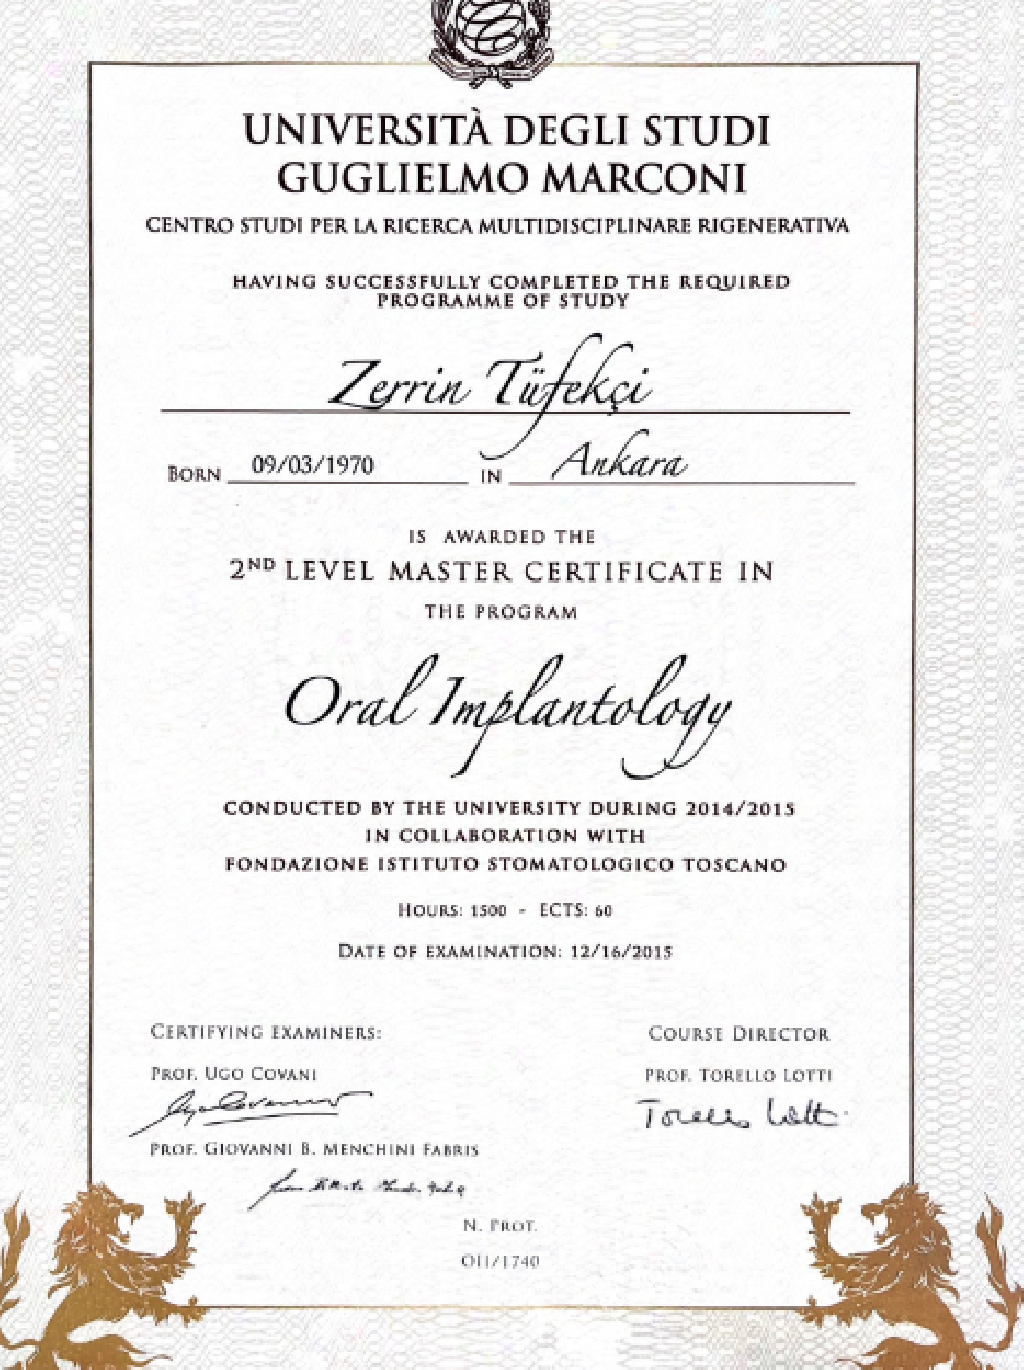 UNIVERSITÀ DEGLI STUDI
GUGLIELMO MARCONI
CENTRO STUDI PER LA RICERCA MULTIDISCIPLINARE RIGENERATIVA
HAVING SUCCESSFULLY COMPLETED THE REQUIRED
PROGRAMME OF STUDY
Zerrin Tüfekçi
BORN 09/03/1970 IN Ankara
IS AWARDED THE
2ND LEVEL MASTER CERTIFICATE IN
THE PROGRAM
Oral Implantology
CONDUCTED BY THE UNIVERSITY DURING 2014/2015
IN COLLABORATION WITH
FONDAZIONE ISTITUTO STOMATOLOGICO TOSCANO
HOURS: 1500 - ECTS: 60
DATE OF EXAMINATION: 12/16/2015
CERTIFYING EXAMINERS:
COURSE DIRECTOR
PROF. UGO COVANI
PROF. TORELLO LOTTI
Torello Lotti
PROF. GIOVANNI B. MENCHINI FABRIS
N. PROT.